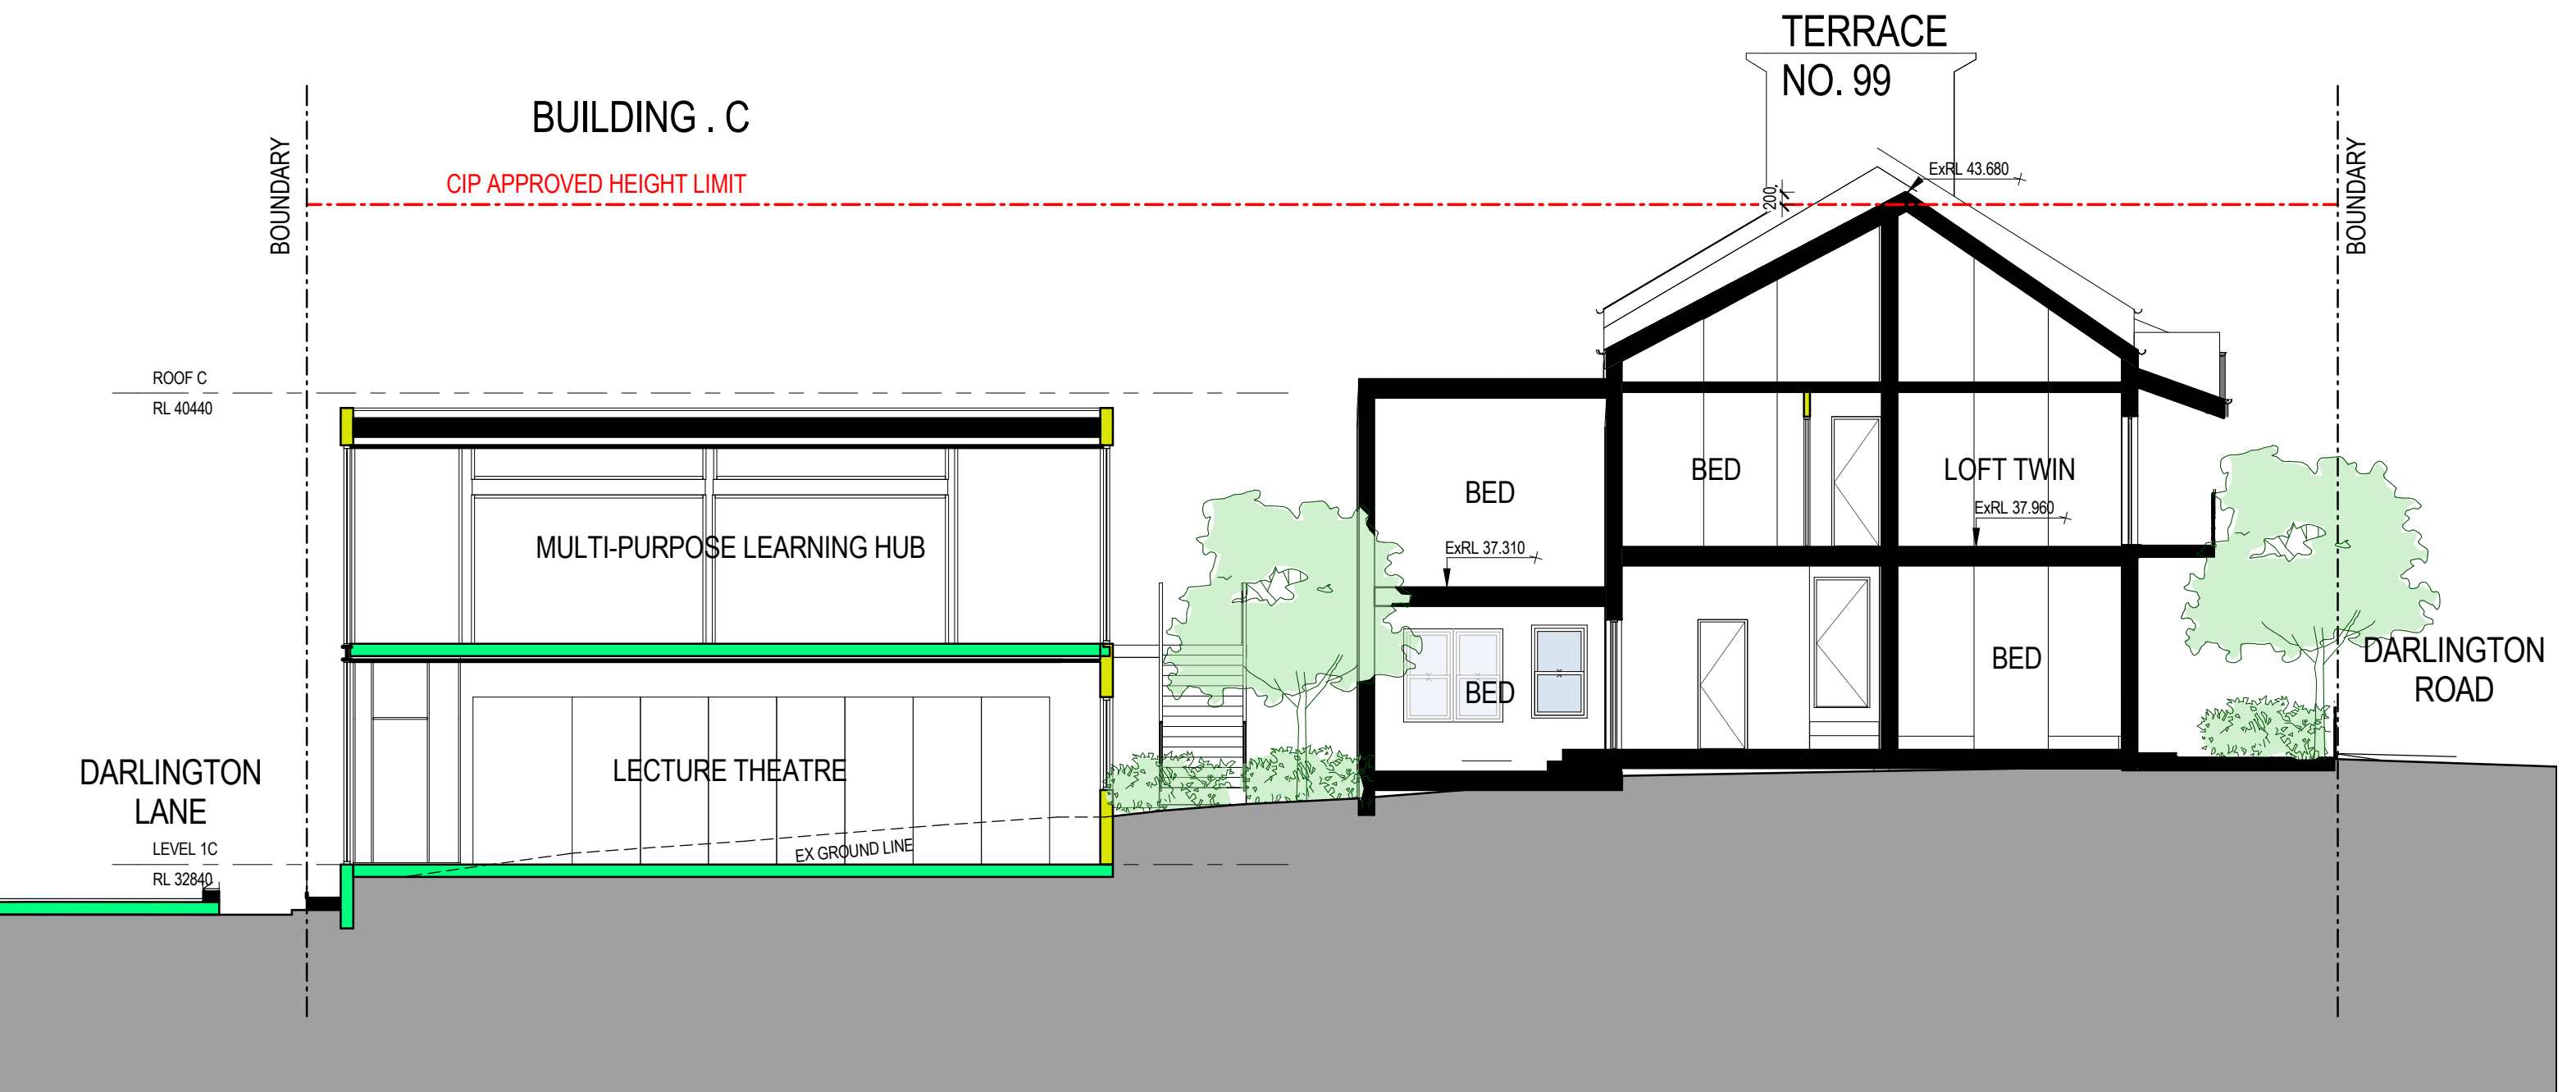 TERRACE
NO. 99
BUILDING . C
BOUNDARY
CIP APPROVED HEIGHT LIMIT
200
ExRL 43.680
BOUNDARY
ROOF C
RL 40440
BED
BED
LOFT TWIN
ExRL 37.960
MULTI-PURPOSE LEARNING HUB
ExRL 37.310
BED
BED
DARLINGTON
ROAD
LECTURE THEATRE
DARLINGTON
LANE
LEVEL 1C
EX GROUND LINE
RL 32840